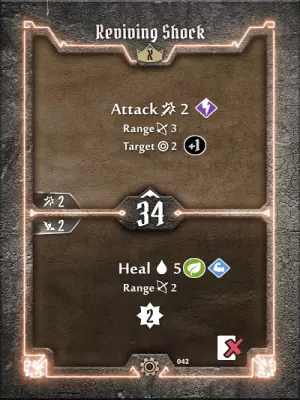 Reviving Shock
X
Attack 2
Range 3
Target 2 +1
2
34
2
Heal 5
Range 2
2
042